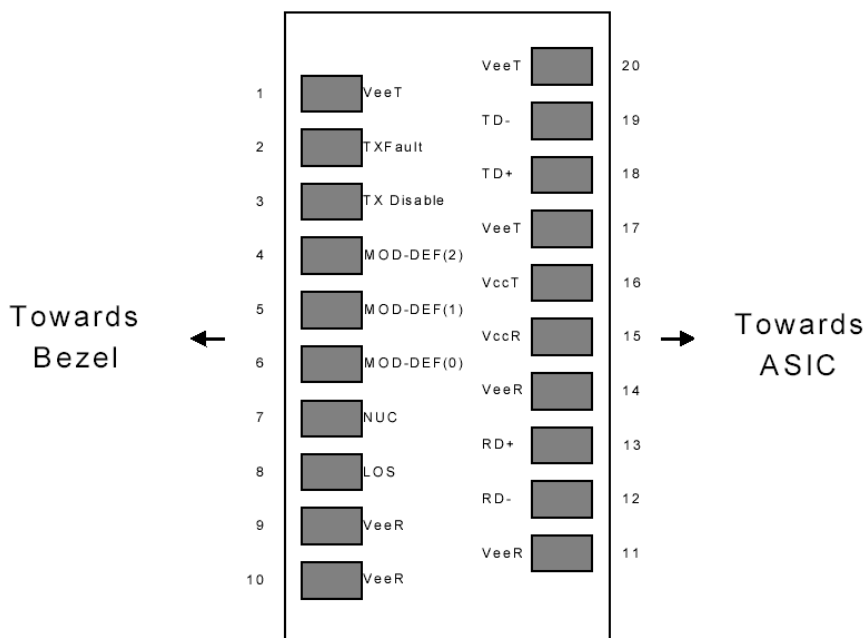 Towards
Bezel
1 VeeT
2 TXFault
3 TX Disable
4 MOD-DEF(2)
5 MOD-DEF(1)
6 MOD-DEF(0)
7 NUC
8 LOS
9 VeeR
10 VeeR
VeeT 20
TD- 19
TD+ 18
VeeT 17
VccT 16
VccR 15
VeeR 14
RD+ 13
RD- 12
VeeR 11
Towards
ASIC